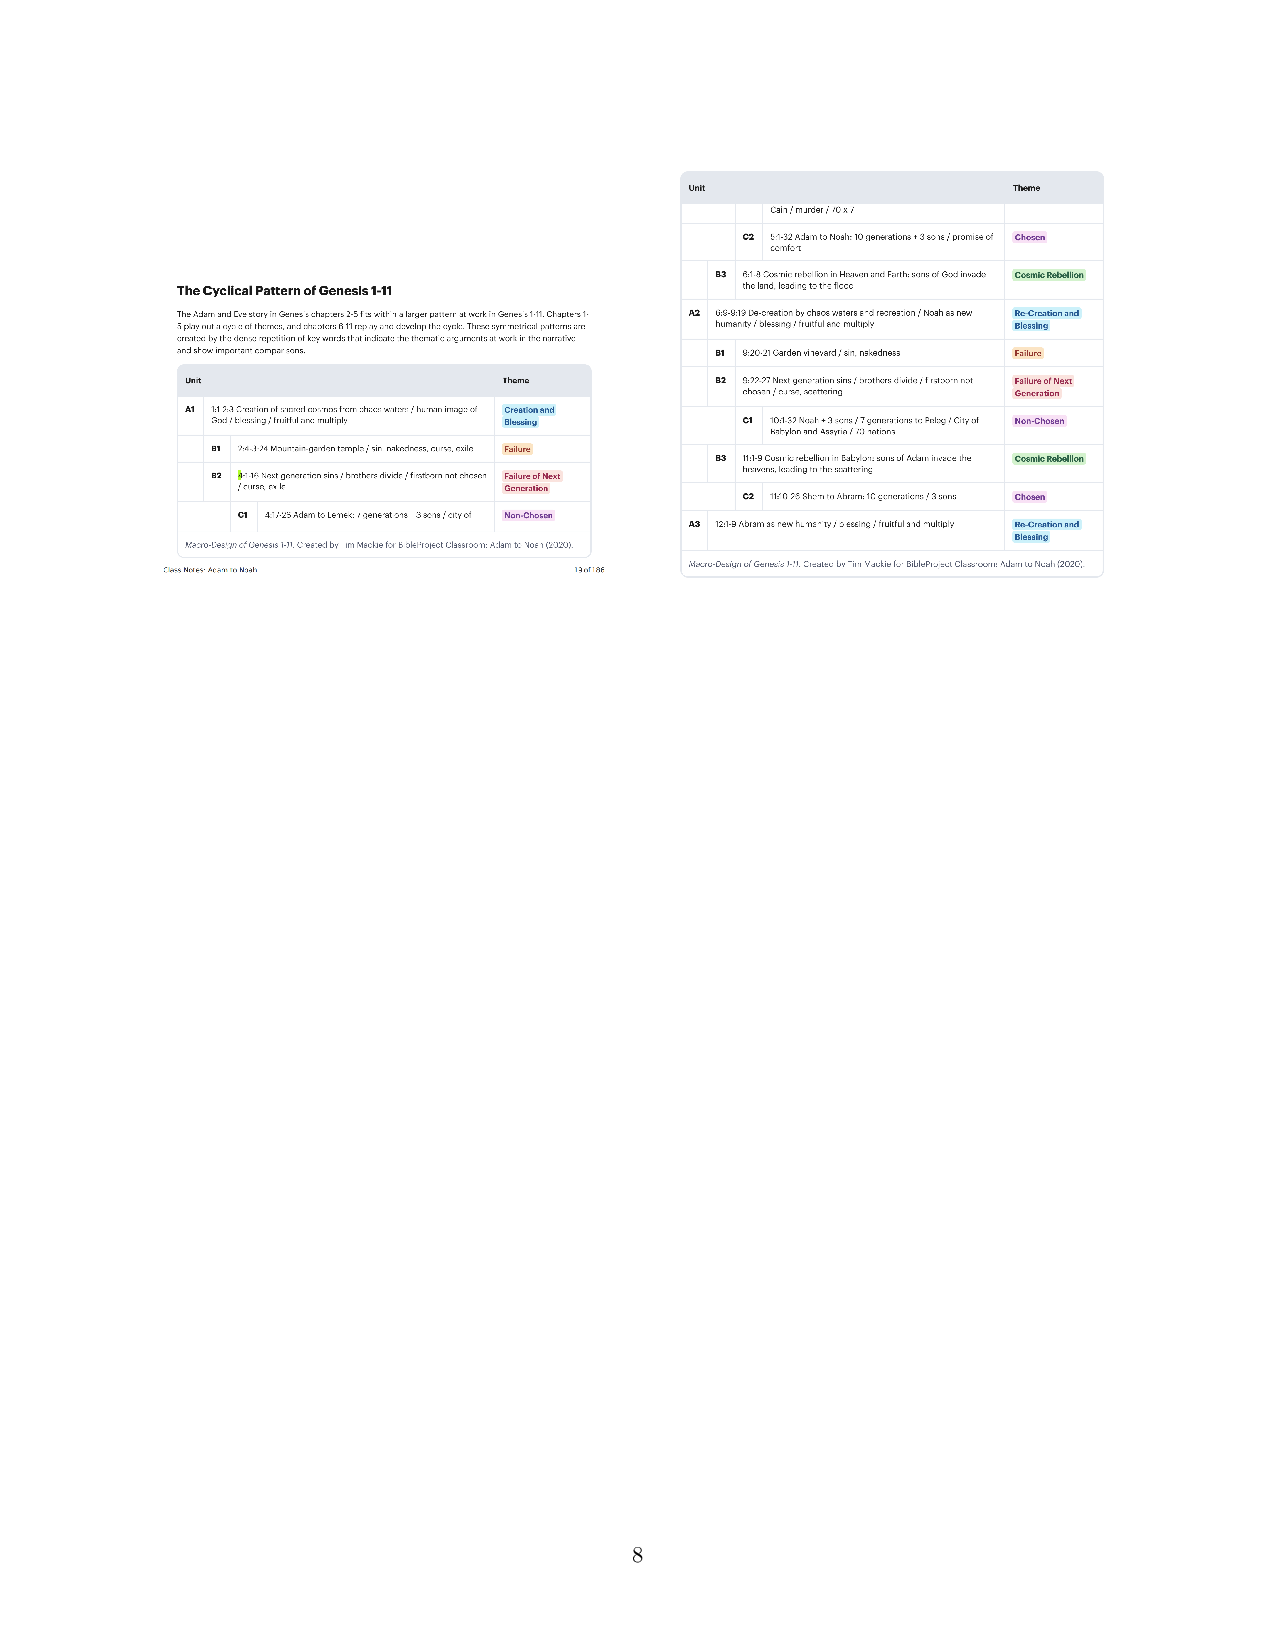 The Cyclical Pattern of Genesis 1-11
The Adam and Eve story in Genesis chapters 2-5 fits within a larger pattern at work in Genesis 1-11. Chapters 1-
5 play out a cycle of themes, and chapters 6-11 replay and develop the cycle. These symmetrical patterns are
created by the dense repetition of key words that indicate the thematic arguments at work in the narrative
and show important comparisons.
Unit Theme
A1 1:1-2:3 Creation of sacred cosmos from chaos waters / human image of Creation and
God / blessing / fruitful and multiply Blessing
B1 2:4-3:24 Mountain-garden temple / sin, nakedness, curse, exile Failure
B2 4:1-16 Next generation sins / brothers divide / firstborn not chosen Failure of Next
/ curse, exile Generation
C1 4:17-26 Adam to Lemek: 7 generations + 3 sons / city of Non-Chosen
Macro-Design of Genesis 1-11. Created by Tim Mackie for BibleProject Classroom: Adam to Noah (2020).
Class Notes: Adam to Noah 19 of 186
Unit Theme
Cain / murder / 70 x 7
C2 5:1-32 Adam to Noah: 10 generations + 3 sons / promise of Chosen
comfort
B3 6:1-8 Cosmic rebellion in Heaven and Earth: sons of God invade Cosmic Rebellion
the land, leading to the flood
A2 6:9-9:19 De-creation by chaos waters and recreation / Noah as new Re-Creation and
humanity / blessing / fruitful and multiply Blessing
B1 9:20-21 Garden vineyard / sin, nakedness Failure
B2 9:22-27 Next generation sins / brothers divide / firstborn not Failure of Next
chosen / curse, scattering Generation
C1 10:1-32 Noah + 3 sons / 7 generations to Peleg / City of Non-Chosen
Babylon and Assyria / 70 nations
B3 11:1-9 Cosmic rebellion in Babylon: sons of Adam invade the Cosmic Rebellion
heavens, leading to the scattering
C2 11:10-26 Shem to Abram: 10 generations / 3 sons Chosen
A3 12:1-9 Abram as new humanity / blessing / fruitful and multiply Re-Creation and
Blessing
Macro-Design of Genesis 1-11. Created by Tim Mackie for BibleProject Classroom: Adam to Noah (2020).
8